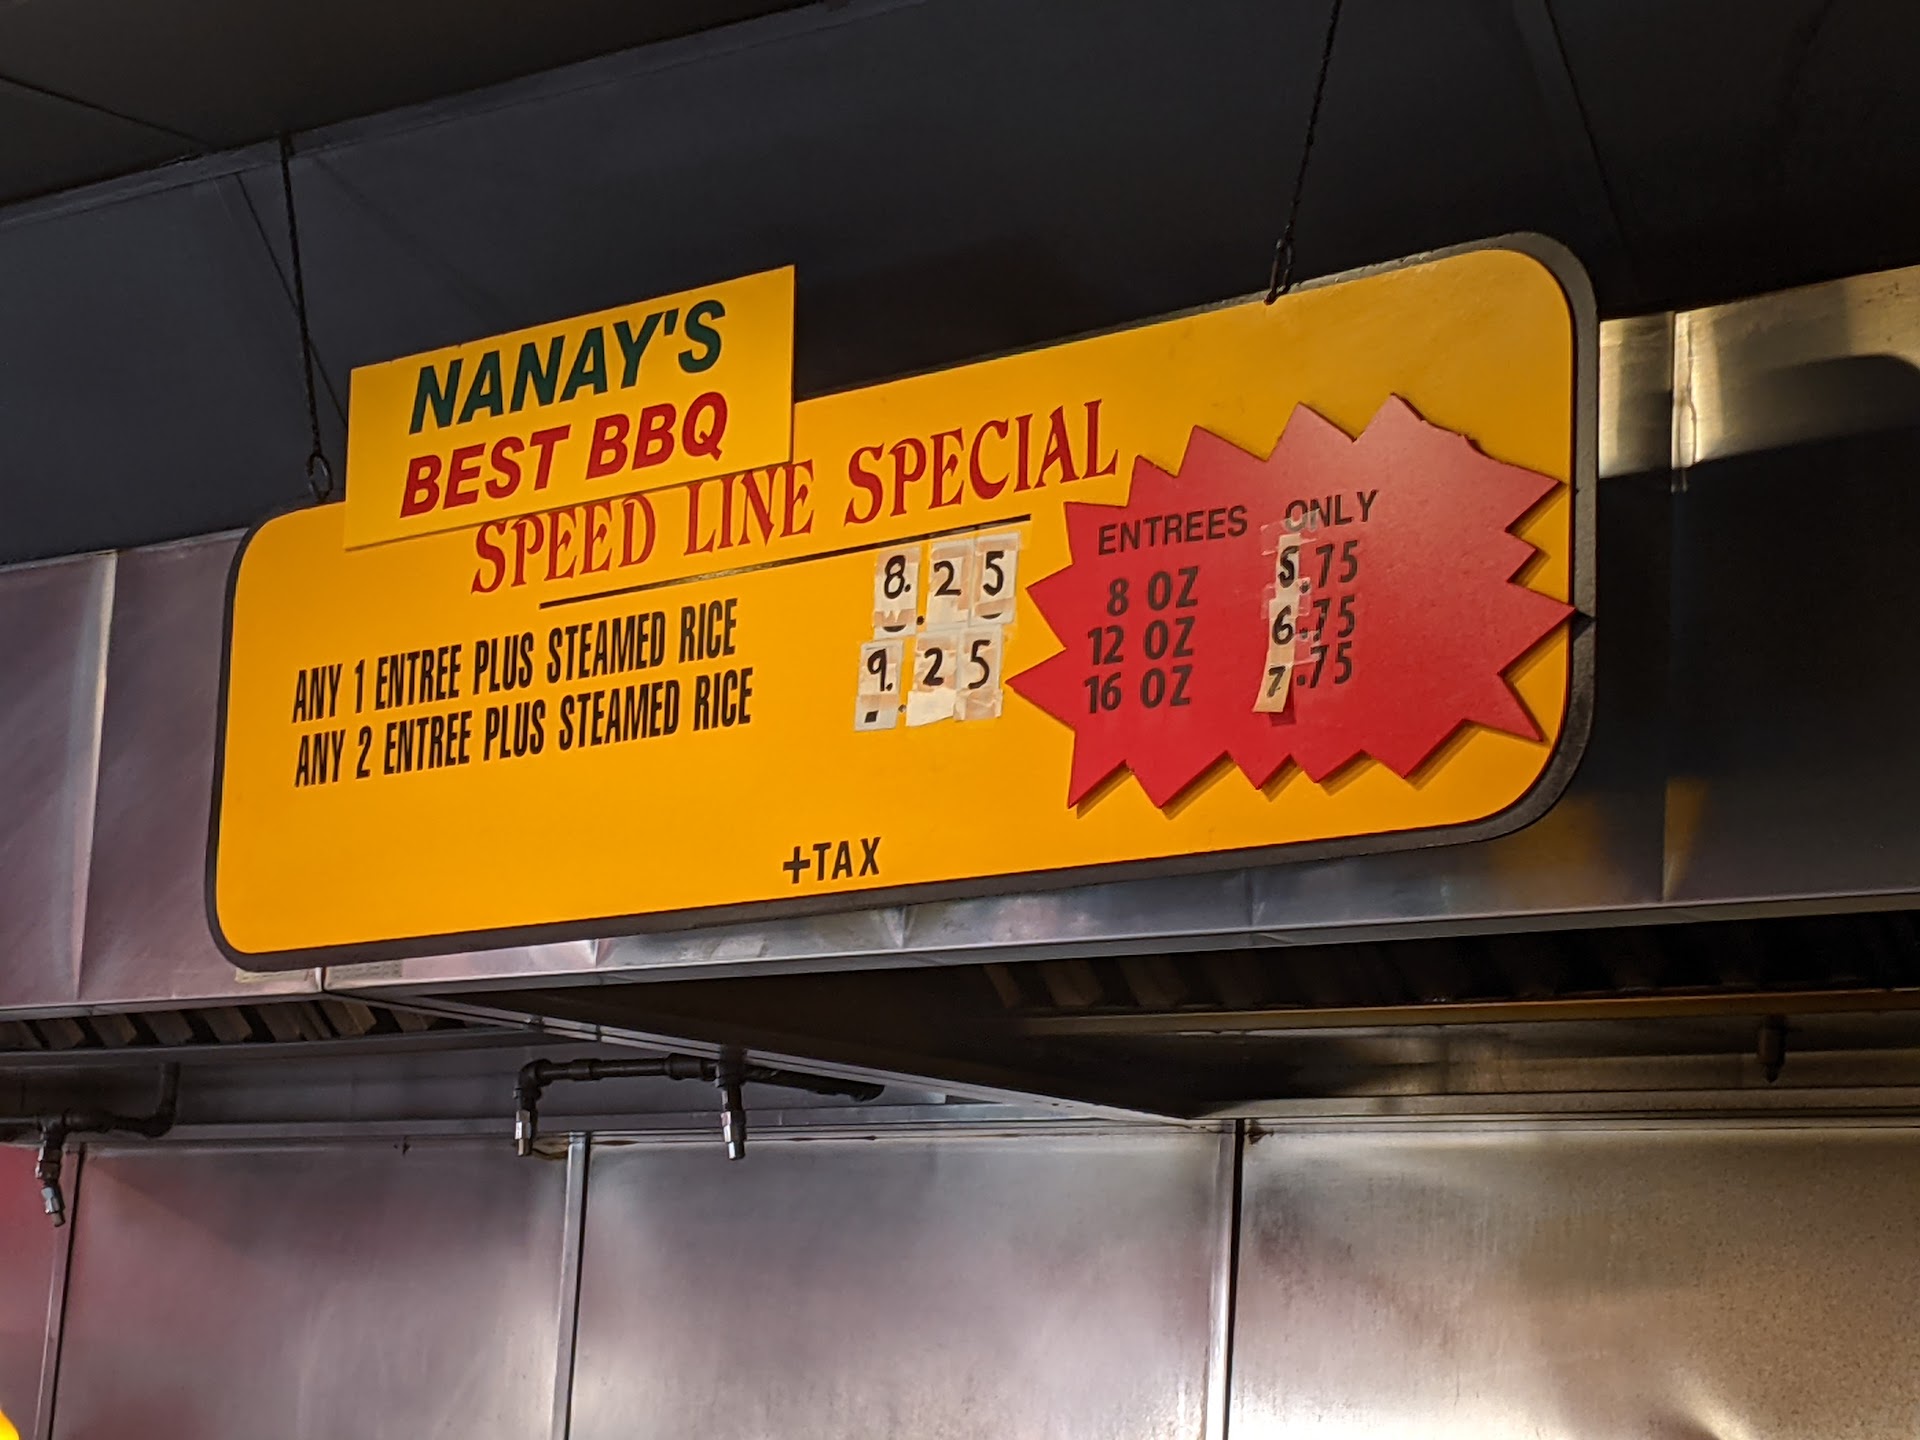 NANAY'S
BEST BBQ
SPEED LINE SPECIAL
ANY 1 ENTREE PLUS STEAMED RICE 8.25
ANY 2 ENTREE PLUS STEAMED RICE 9.25
+TAX
ENTREES ONLY
8 OZ 5.75
12 OZ 6.75
16 OZ 7.75